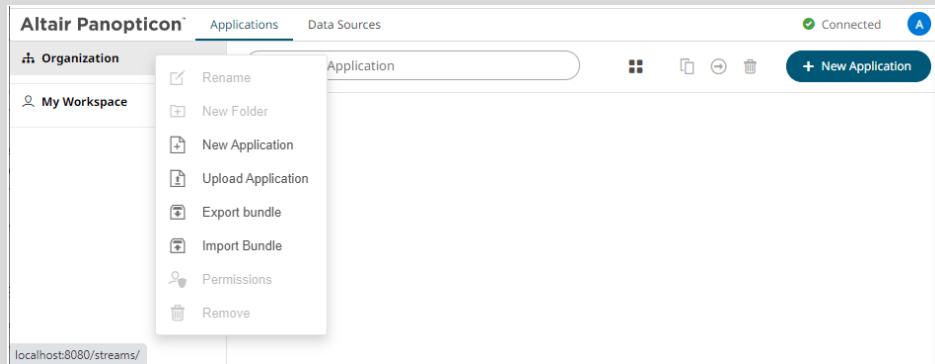 Altair Panopticon™
Applications
Data Sources
Connected
A
Organization
Application
+ New Application
My Workspace
Rename
New Folder
New Application
Upload Application
Export bundle
Import Bundle
Permissions
Remove
localhost:8080/streams/